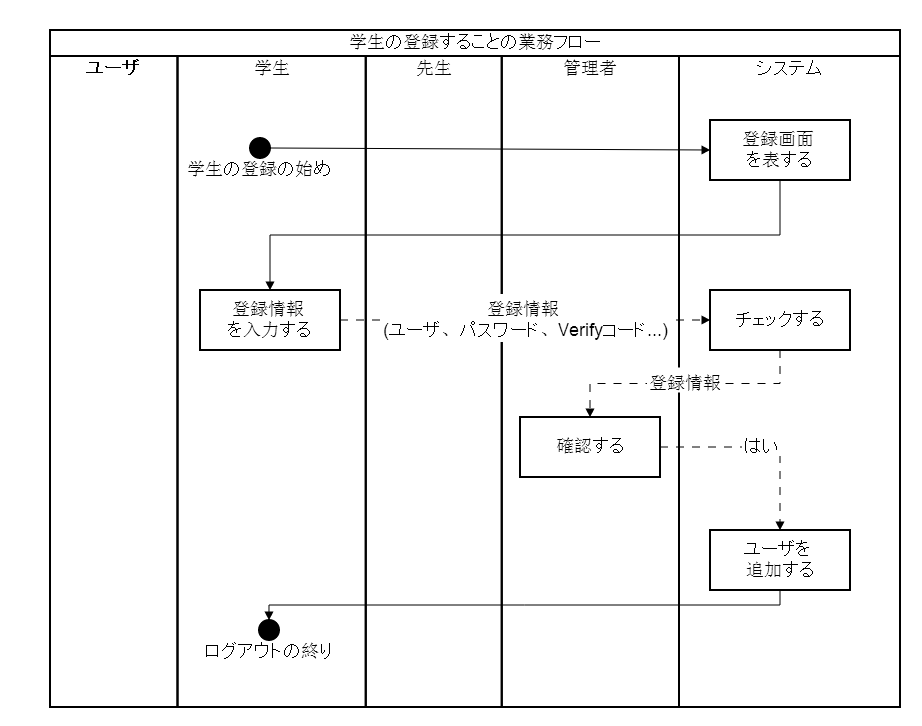 学生の登録することの業務フロー
ユーザ
学生
先生
管理者
システム
登録画面
を表する
学生の登録の始め
登録情報
を入力する
登録情報
(ユーザ、パスワード、Verifyコード...)
チェックする
登録情報
確認する
はい
ユーザを
追加する
ログアウトの終り